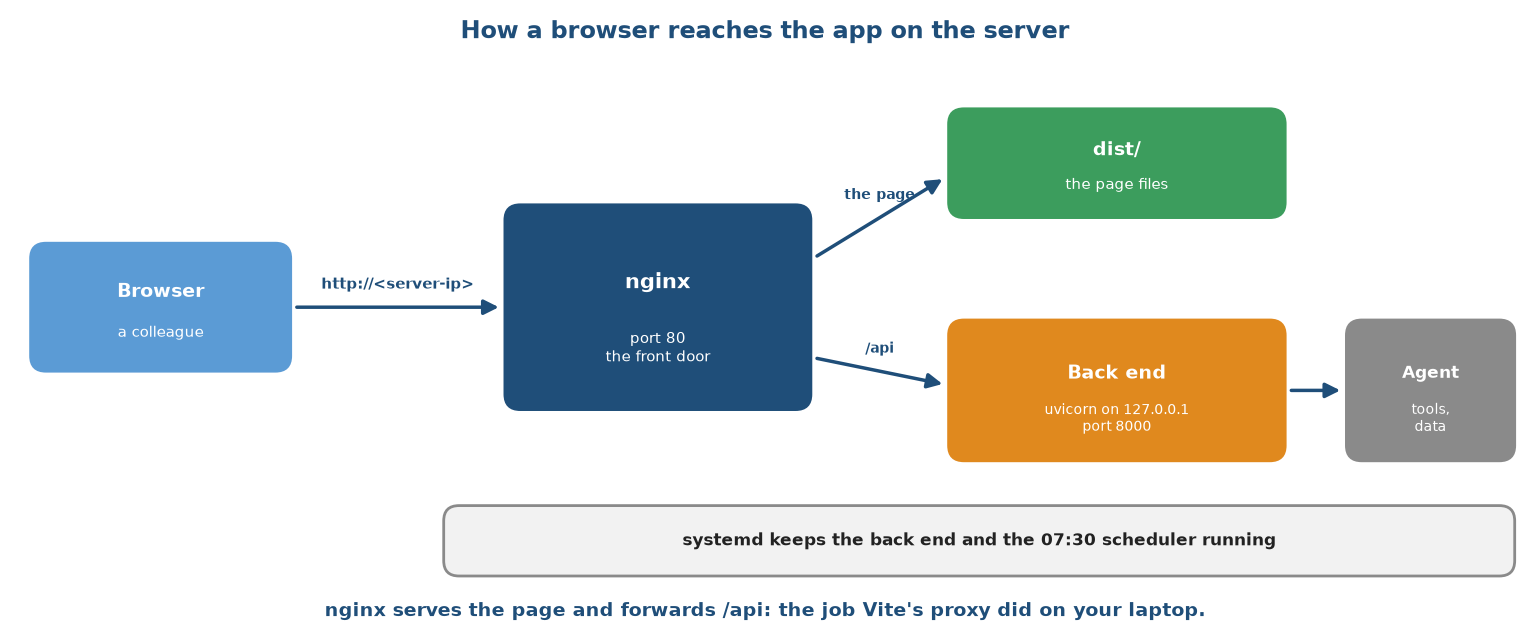 How a browser reaches the app on the server
Browser
a colleague
http://<server-ip>
nginx
port 80
the front door
the page
dist/
the page files
/api
Back end
uvicorn on 127.0.0.1
port 8000
Agent
tools,
data
systemd keeps the back end and the 07:30 scheduler running
nginx serves the page and forwards /api: the job Vite's proxy did on your laptop.